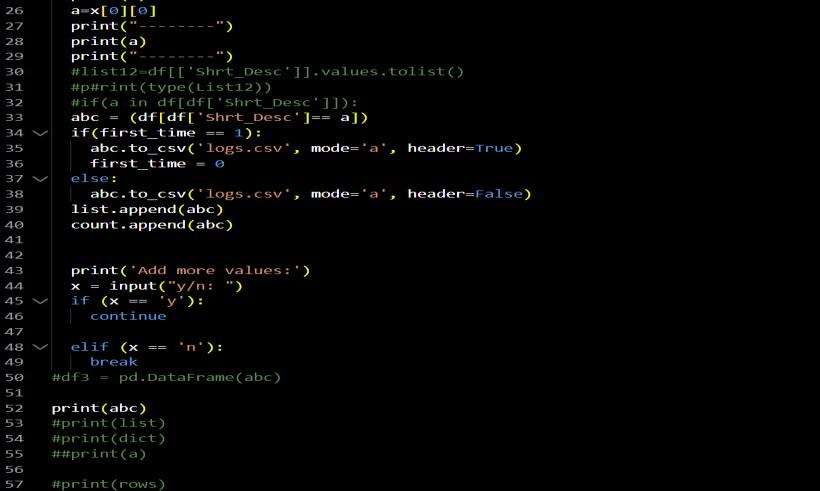 26 a=x[0][0]
27 print("--------")
28 print(a)
29 print("--------")
30 #list12=df[['Shrt_Desc']].values.tolist()
31 #p#rint(type(List12))
32 #if(a in df[df['Shrt_Desc']]):
33 abc = (df[df['Shrt_Desc']== a])
34 if(first_time == 1):
35 abc.to_csv('logs.csv', mode='a', header=True)
36 first_time = 0
37 else:
38 abc.to_csv('logs.csv', mode='a', header=False)
39 list.append(abc)
40 count.append(abc)
41
42
43 print('Add more values:')
44 x = input("y/n: ")
45 if (x == 'y'):
46 continue
47
48 elif (x == 'n'):
49 break
50 #df3 = pd.DataFrame(abc)
51
52 print(abc)
53 #print(list)
54 #print(dict)
55 ##print(a)
56
57 #print(rows)